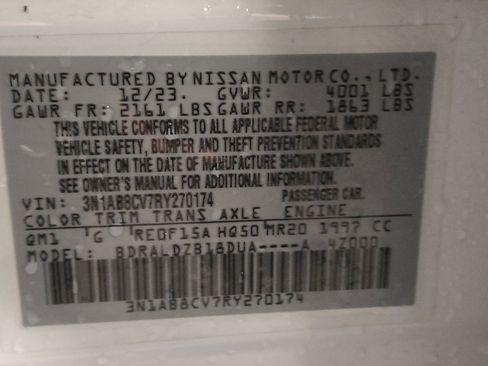 MANUFACTURED BY NISSAN MOTOR CO., LTD.
DATE: 12/23. GVWR: 4001 LBS
GAWR FR: 2161 LBS GAWR RR: 1863 LBS
THIS VEHICLE CONFORMS TO ALL APPLICABLE FEDERAL MOTOR
VEHICLE SAFETY, BUMPER AND THEFT PREVENTION STANDARDS
IN EFFECT ON THE DATE OF MANUFACTURE SHOWN ABOVE.
SEE OWNER'S MANUAL FOR ADDITIONAL INFORMATION.
VIN: 3N1AB8CV7RY270174 PASSENGER CAR.
COLOR TRIM TRANS AXLE ENGINE
QM1 G RE0F15A HQ50 MR20 1997 CC
MODEL: BDRALDZB18DUA----A 4Z000
3N1AB8CV7RY270174